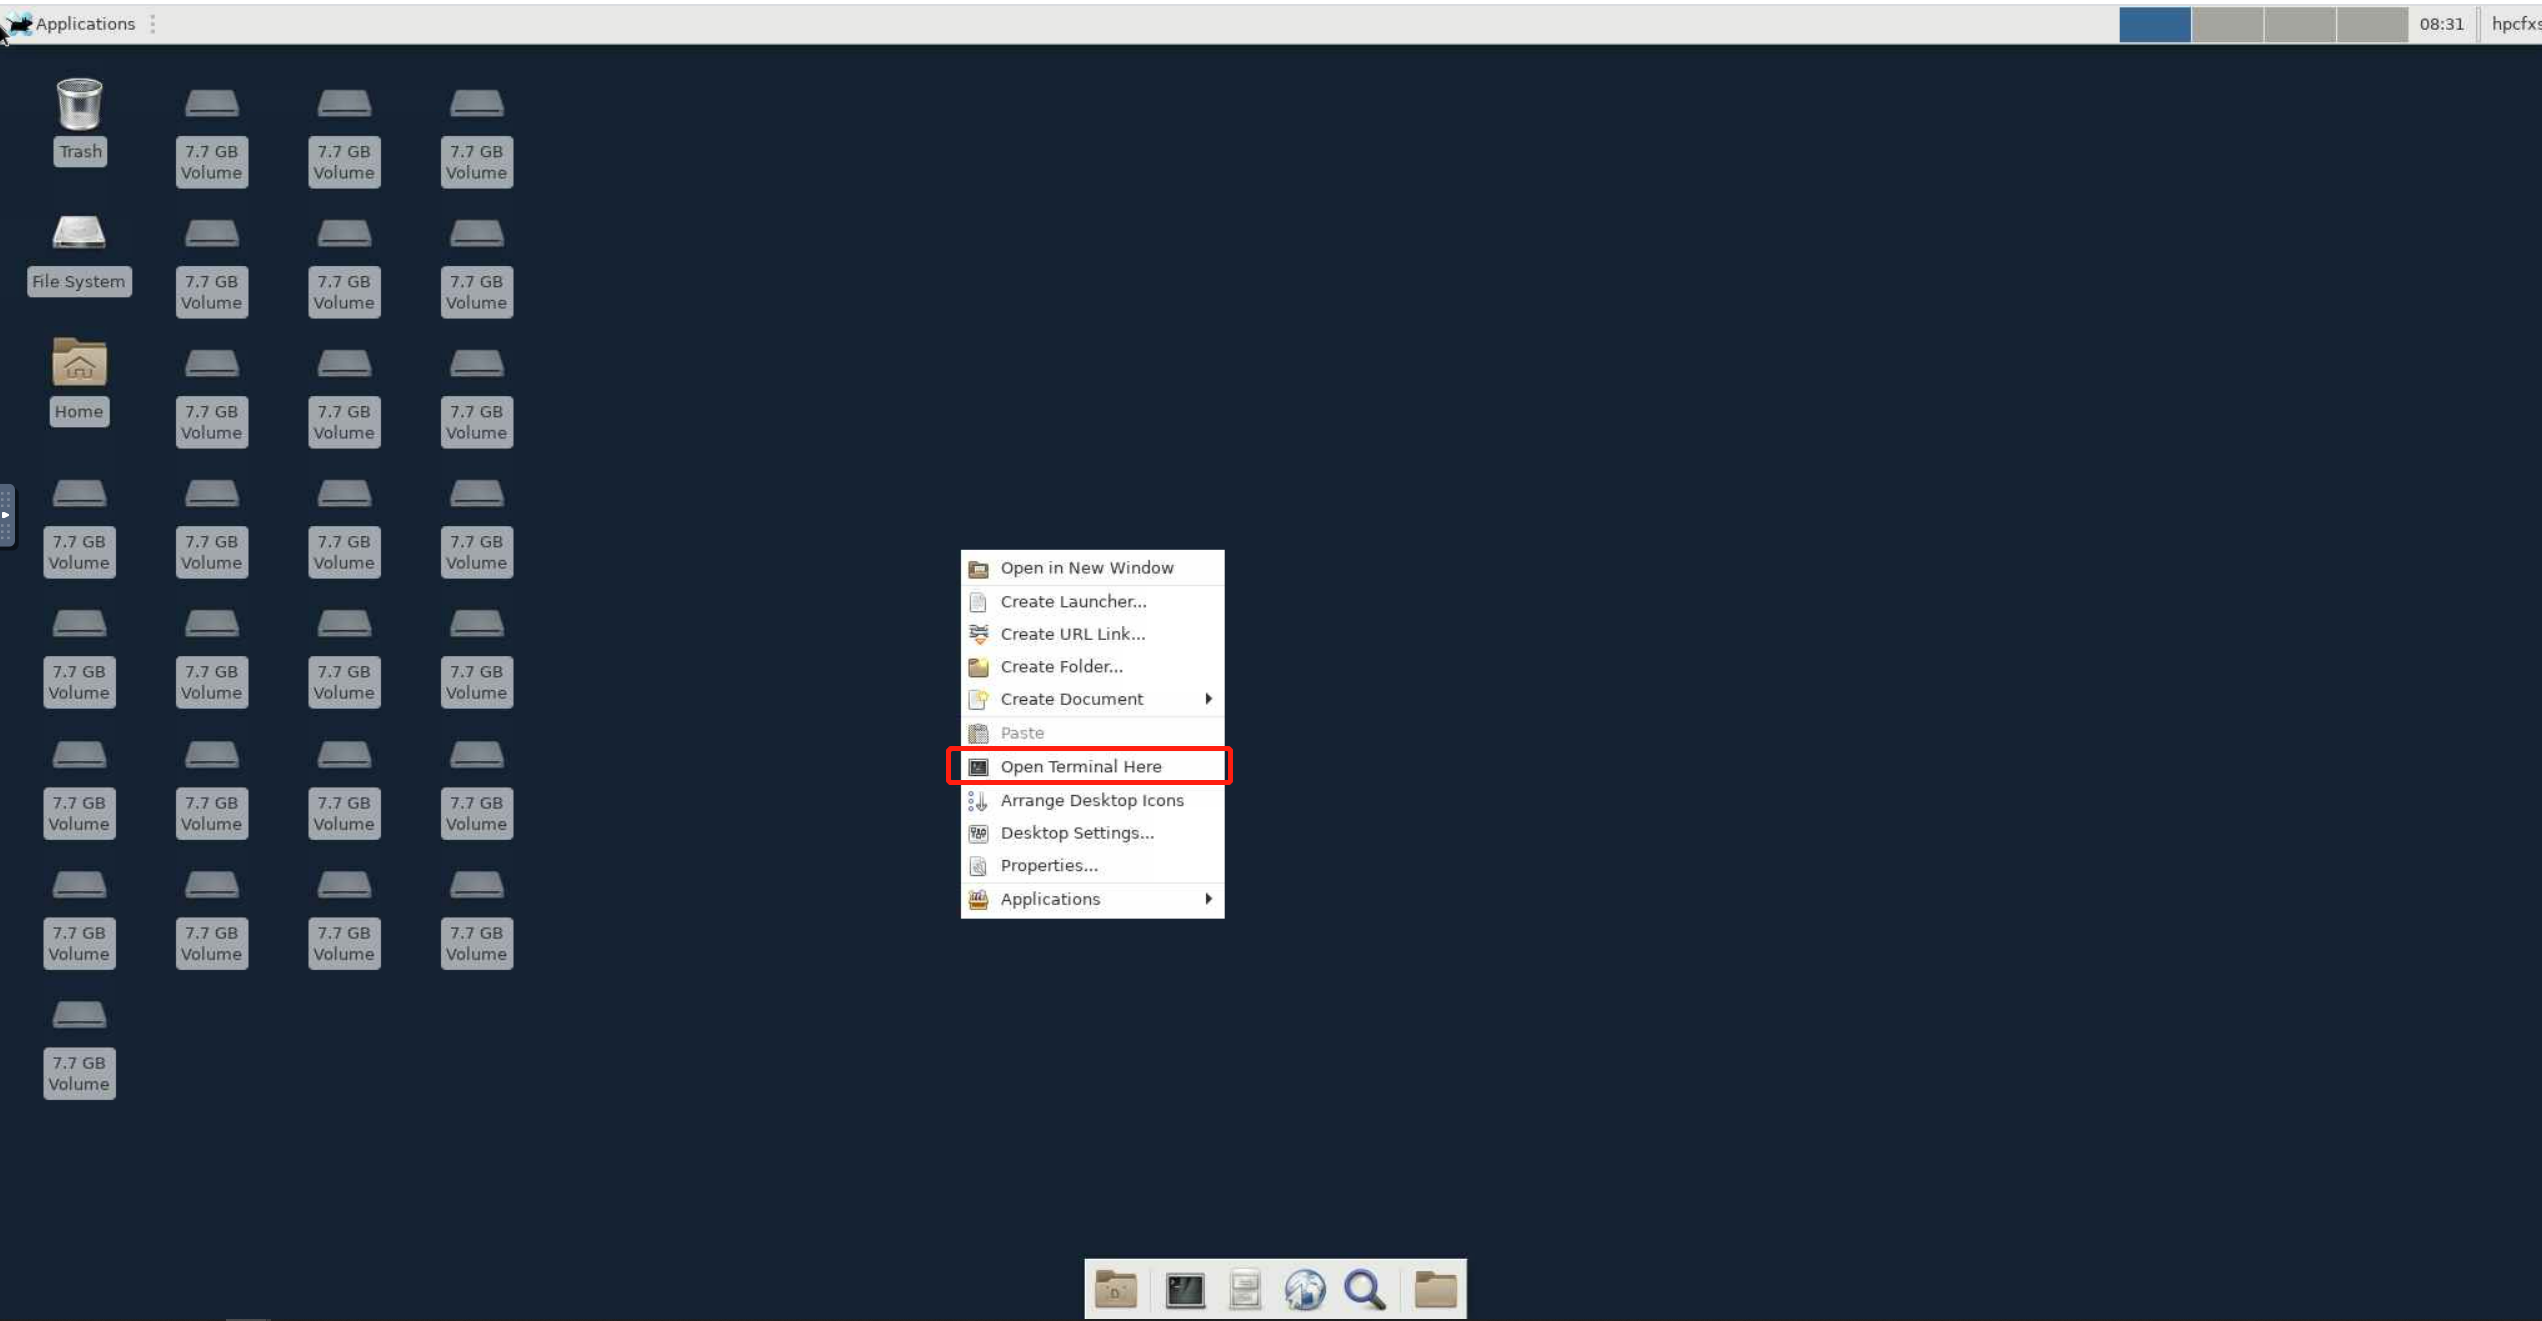 Applications
08:31
hpcfxs
Trash
7.7 GB
Volume
7.7 GB
Volume
7.7 GB
Volume
File System
7.7 GB
Volume
7.7 GB
Volume
7.7 GB
Volume
Home
7.7 GB
Volume
7.7 GB
Volume
7.7 GB
Volume
7.7 GB
Volume
7.7 GB
Volume
7.7 GB
Volume
7.7 GB
Volume
7.7 GB
Volume
7.7 GB
Volume
7.7 GB
Volume
7.7 GB
Volume
7.7 GB
Volume
7.7 GB
Volume
7.7 GB
Volume
7.7 GB
Volume
7.7 GB
Volume
7.7 GB
Volume
7.7 GB
Volume
7.7 GB
Volume
7.7 GB
Volume
Open in New Window
Create Launcher...
Create URL Link...
Create Folder...
Create Document
Paste
Open Terminal Here
Arrange Desktop Icons
Desktop Settings...
Properties...
Applications